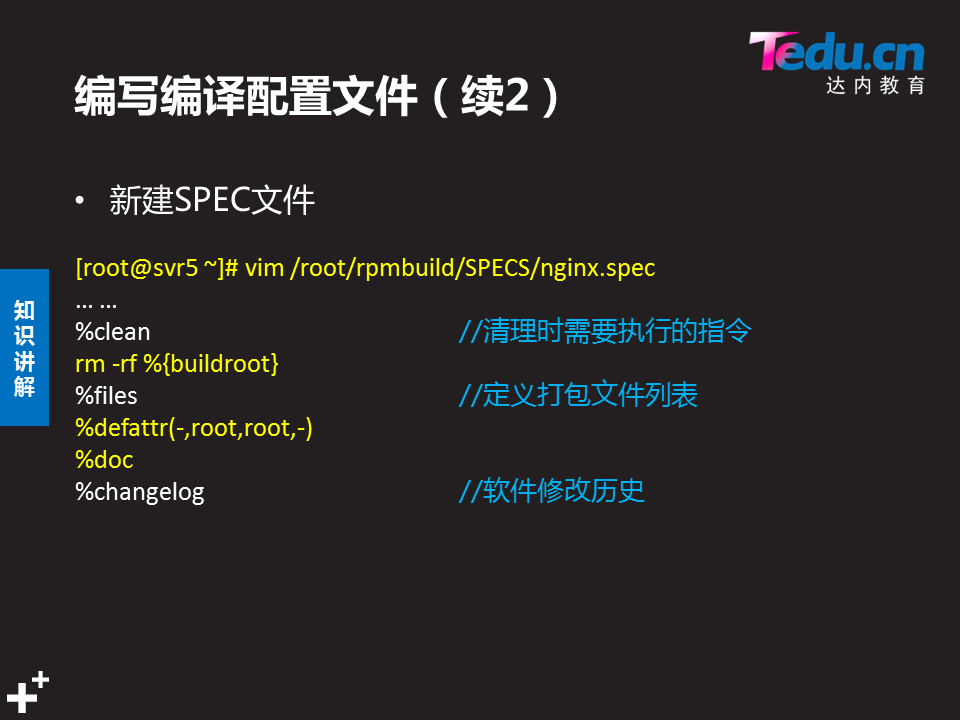 Tedu.cn
达内教育
编写编译配置文件（续2）
• 新建SPEC文件
[root@svr5 ~]# vim /root/rpmbuild/SPECS/nginx.spec
... ...
%clean //清理时需要执行的指令
rm -rf %{buildroot}
%files //定义打包文件列表
%defattr(-,root,root,-)
%doc
%changelog //软件修改历史
知识讲解